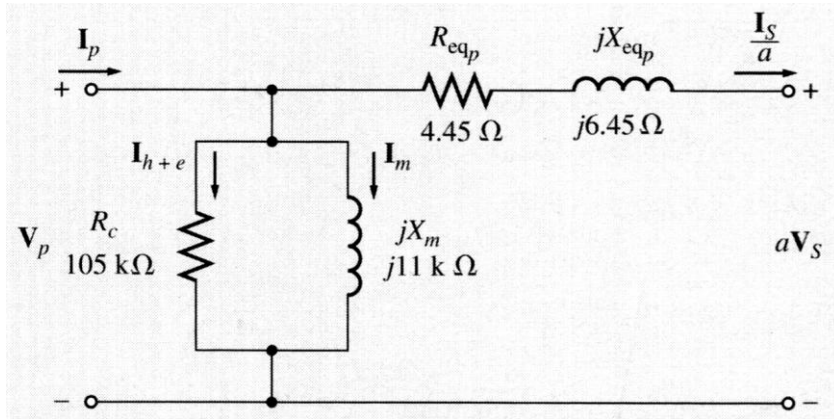 I_p
R_eq_p
jX_eq_p
I_S
a
+
+
4.45 Ω
j6.45 Ω
I_h + e
I_m
V_p
R_c
105 kΩ
jX_m
j11 k Ω
aV_S
−
−